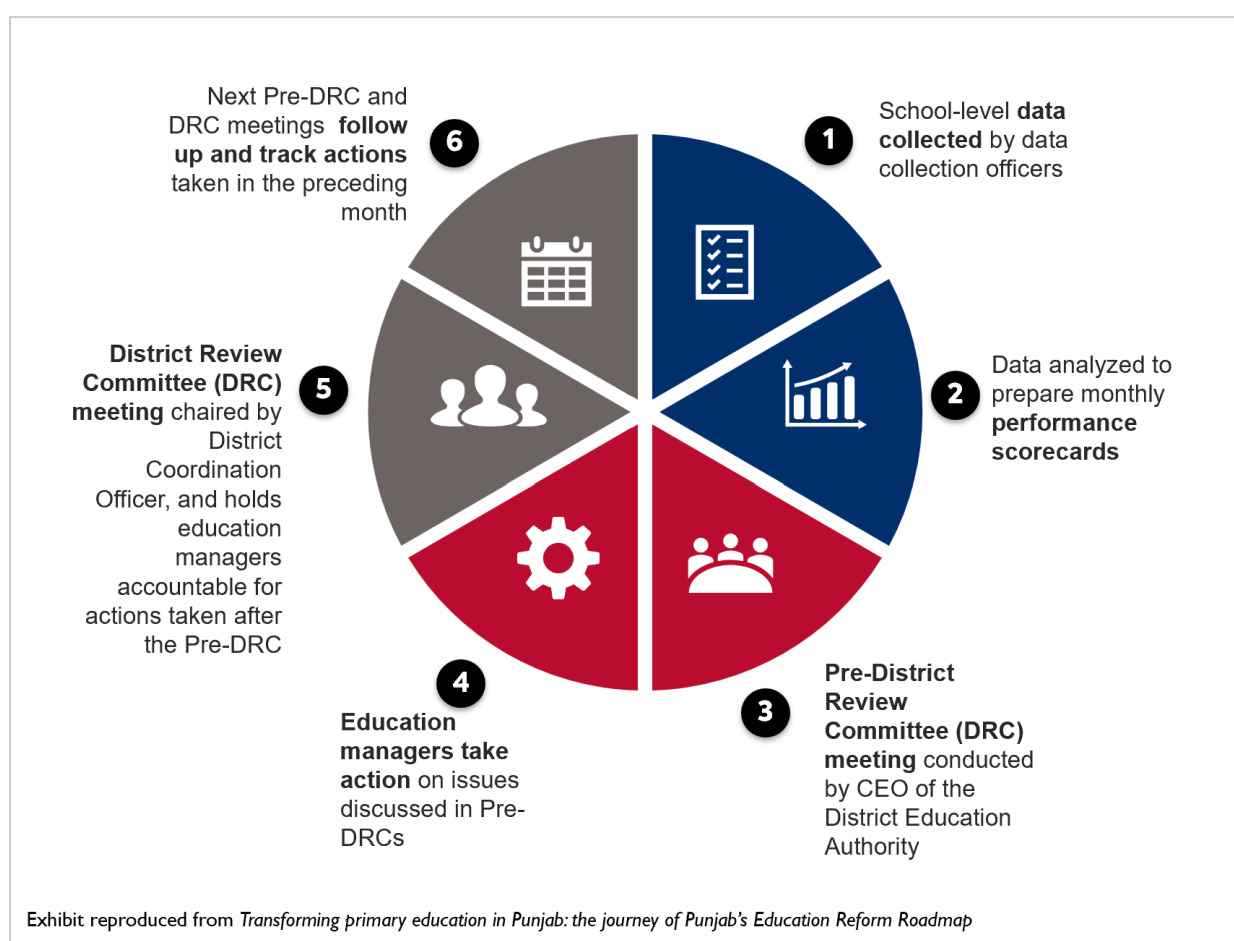 1
School-level data
collected by data
collection officers
2
Data analyzed to
prepare monthly
performance
scorecards
3
Pre-District
Review
Committee (DRC)
meeting conducted
by CEO of the
District Education
Authority
4
Education
managers take
action on issues
discussed in Pre-
DRCs
5
District Review
Committee (DRC)
meeting chaired by
District
Coordination
Officer, and holds
education
managers
accountable for
actions taken after
the Pre-DRC
6
Next Pre-DRC and
DRC meetings follow
up and track actions
taken in the preceding
month
Exhibit reproduced from Transforming primary education in Punjab: the journey of Punjab's Education Reform Roadmap